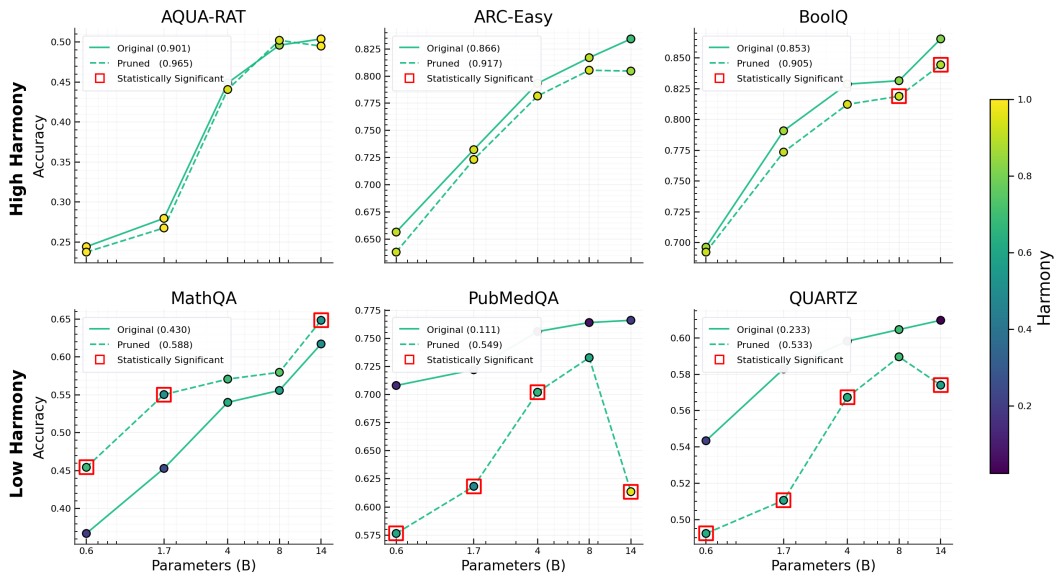 AQUA-RAT
ARC-Easy
BoolQ
High Harmony
Accuracy
0.50
0.45
0.40
0.35
0.30
0.25
Original (0.901)
Pruned (0.965)
Statistically Significant
0.825
0.800
0.775
0.750
0.725
0.700
0.675
0.650
Original (0.866)
Pruned (0.917)
Statistically Significant
0.850
0.825
0.800
0.775
0.750
0.725
0.700
Original (0.853)
Pruned (0.905)
Statistically Significant
MathQA
PubMedQA
QUARTZ
Low Harmony
Accuracy
0.65
0.60
0.55
0.50
0.45
0.40
Original (0.430)
Pruned (0.588)
Statistically Significant
0.6 1.7 4 8 14
Parameters (B)
0.775
0.750
0.725
0.700
0.675
0.650
0.625
0.600
0.575
Original (0.111)
Pruned (0.549)
Statistically Significant
0.6 1.7 4 8 14
Parameters (B)
0.60
0.58
0.56
0.54
0.52
0.50
Original (0.233)
Pruned (0.533)
Statistically Significant
0.6 1.7 4 8 14
Parameters (B)
1.0
0.8
0.6
0.4
0.2
Harmony